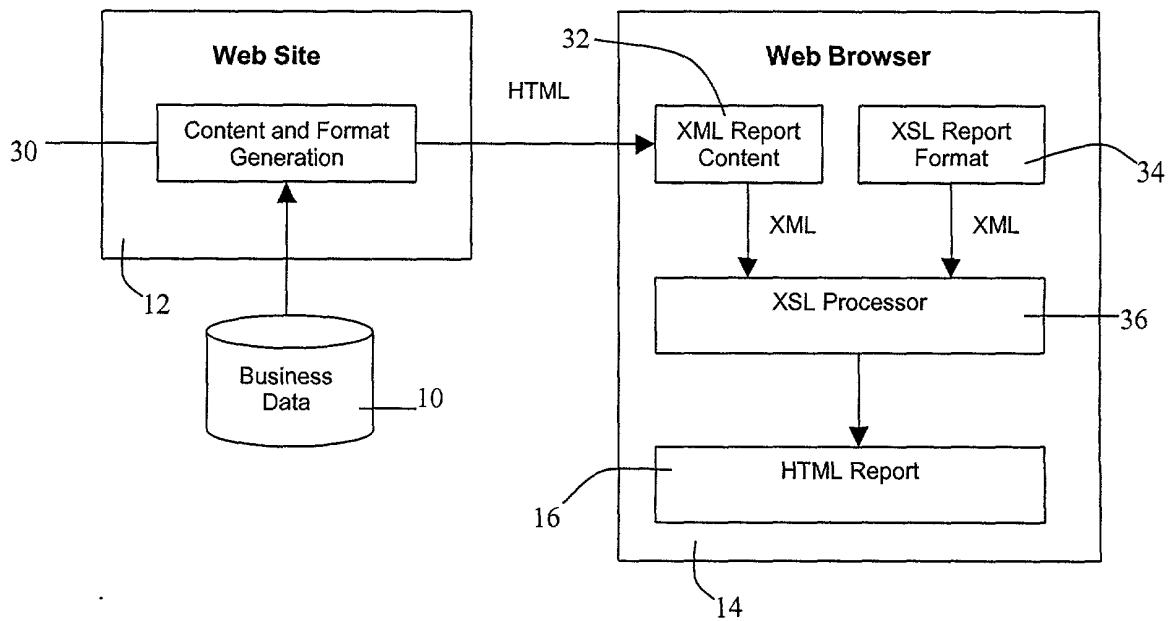 Web Site
Content and Format
Generation
30
12
Business
Data
10
HTML
32
Web Browser
XML Report
Content
XSL Report
Format
34
XML
XML
XSL Processor
36
HTML Report
16
14